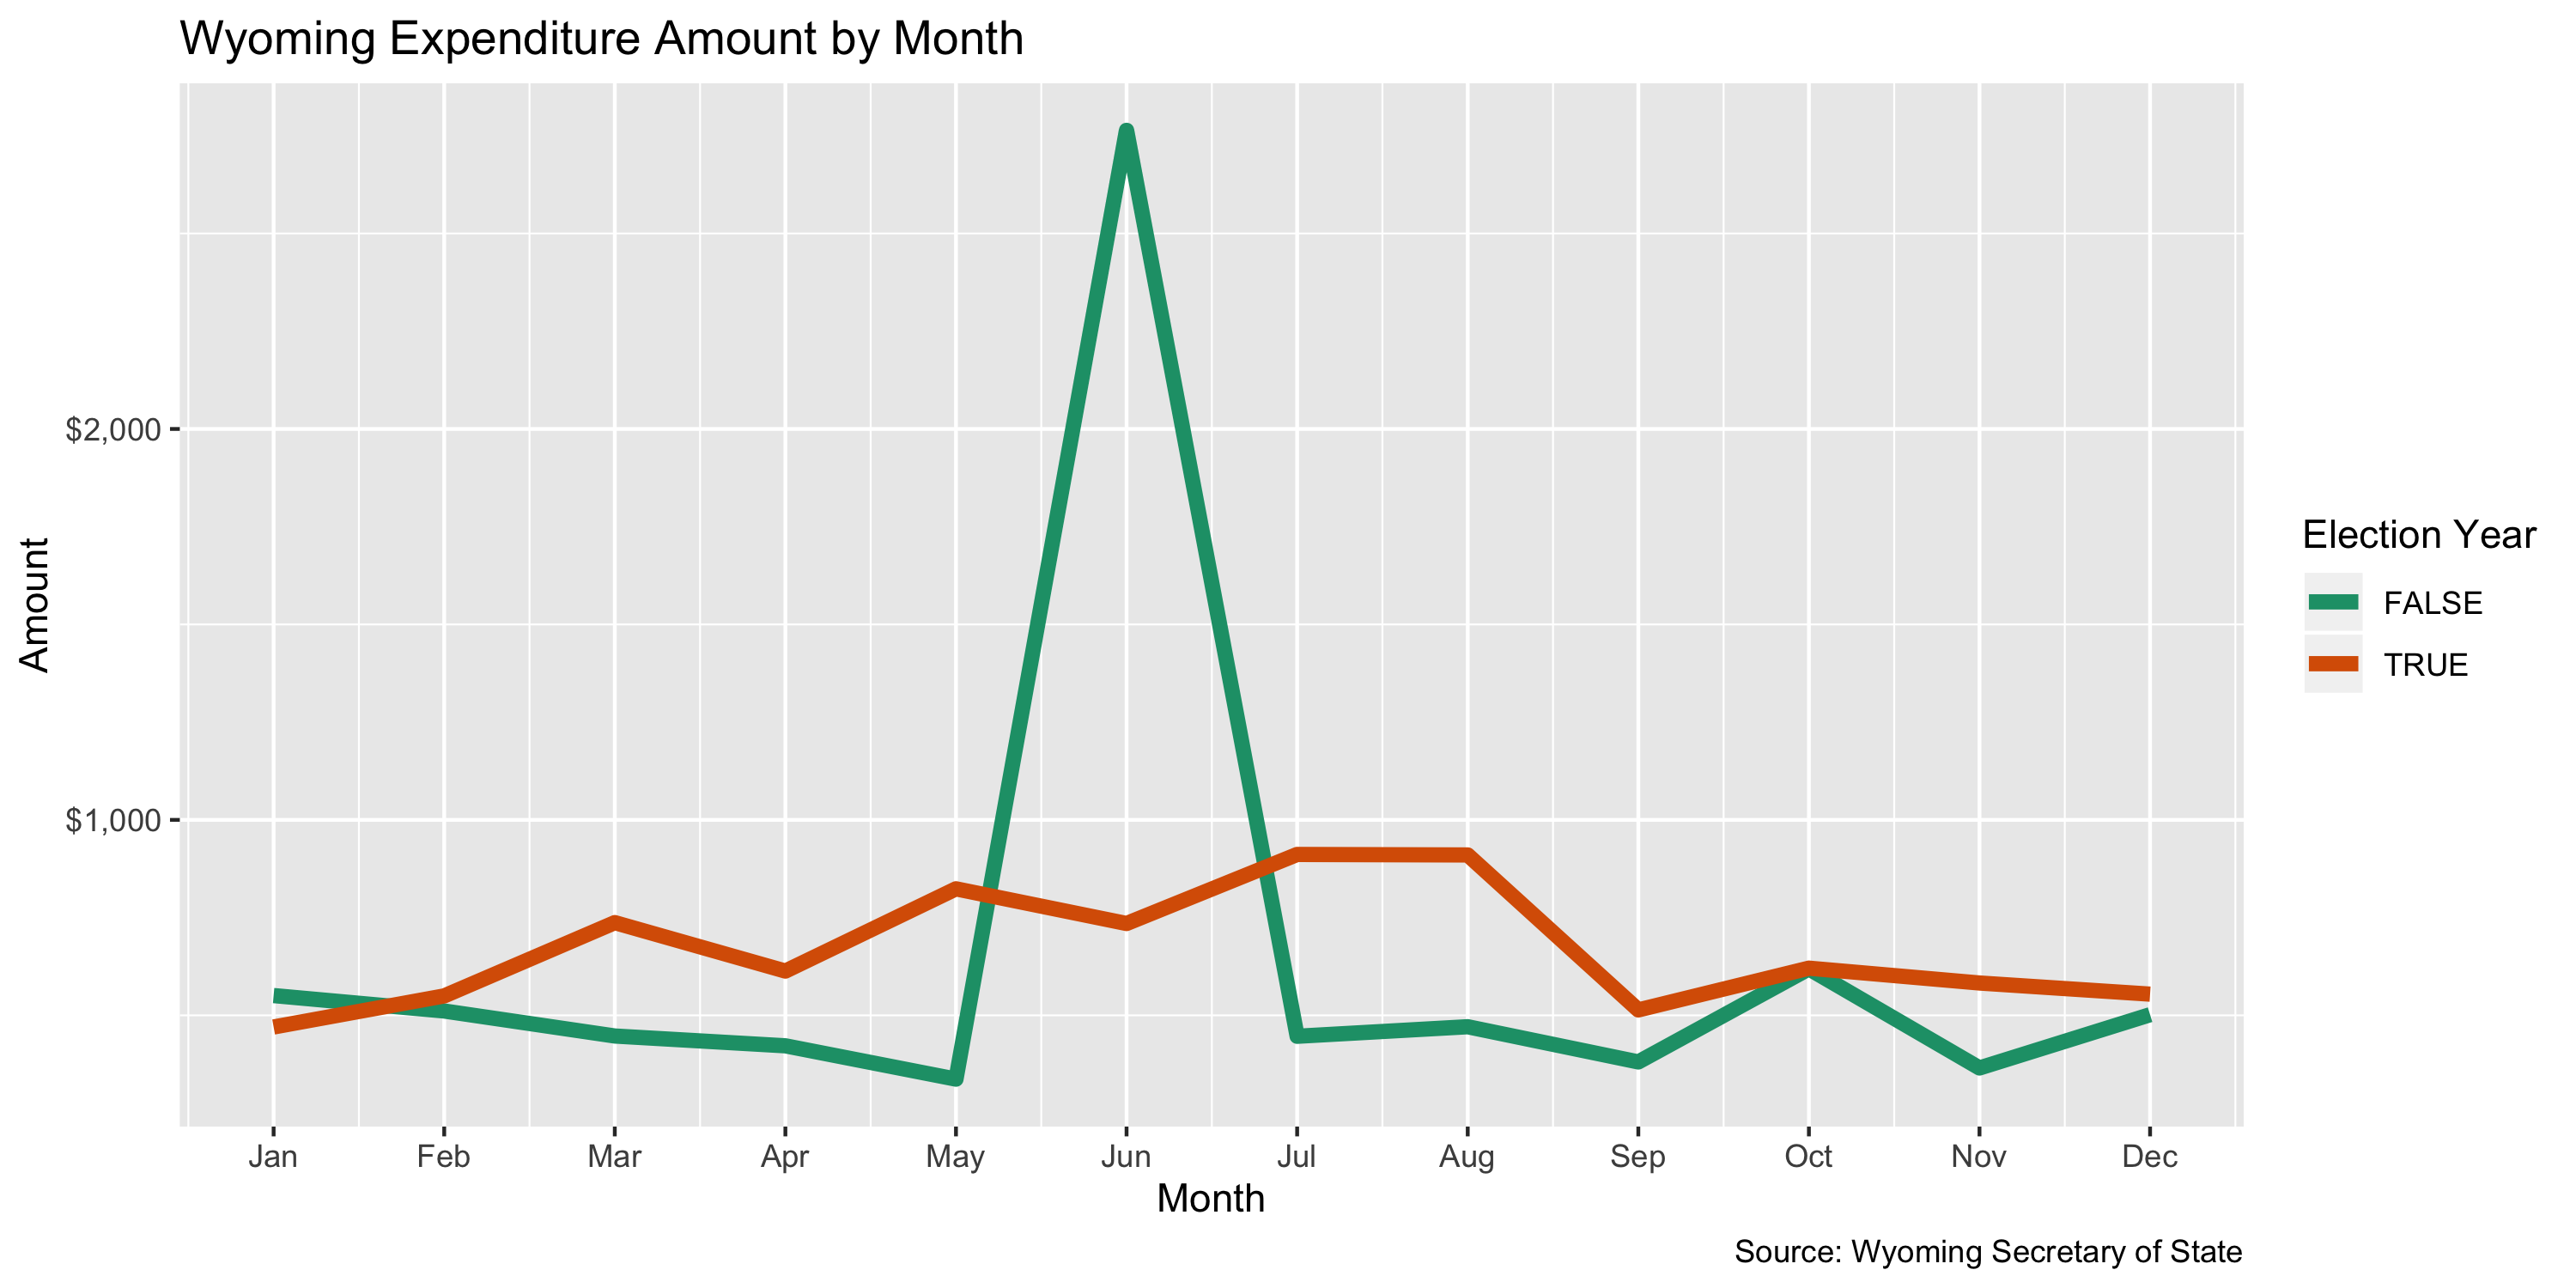 Wyoming Expenditure Amount by Month
$2,000
$1,000
Amount
Jan Feb Mar Apr May Jun Jul Aug Sep Oct Nov Dec
Month
Election Year
FALSE
TRUE
Source: Wyoming Secretary of State